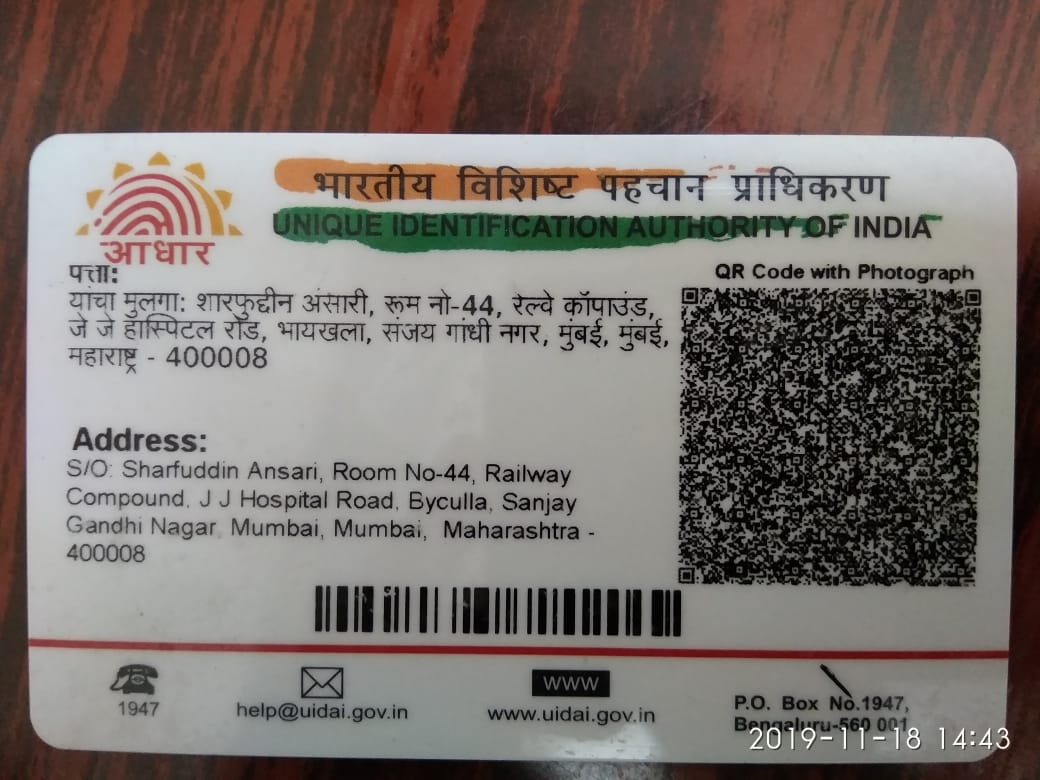 भारतीय विशिष्ट पहचान प्राधिकरण
UNIQUE IDENTIFICATION AUTHORITY OF INDIA
आधार
पत्ता:
यांचा मुलगा: शारफुद्दीन अंसारी, रूम नो-44, रेल्वे कॉपाउंड,
जे जे हास्पिटल रोड, भायखला, संजय गांधी नगर, मुंबई, मुंबई,
महाराष्ट्र - 400008
QR Code with Photograph
Address:
S/O: Sharfuddin Ansari, Room No-44, Railway
Compound, J J Hospital Road, Byculla, Sanjay
Gandhi Nagar, Mumbai, Mumbai, Maharashtra -
400008
1947
help@uidai.gov.in
WWW
www.uidai.gov.in
P.O. Box No.1947,
Bengaluru-560 001
2019-11-18 14:43